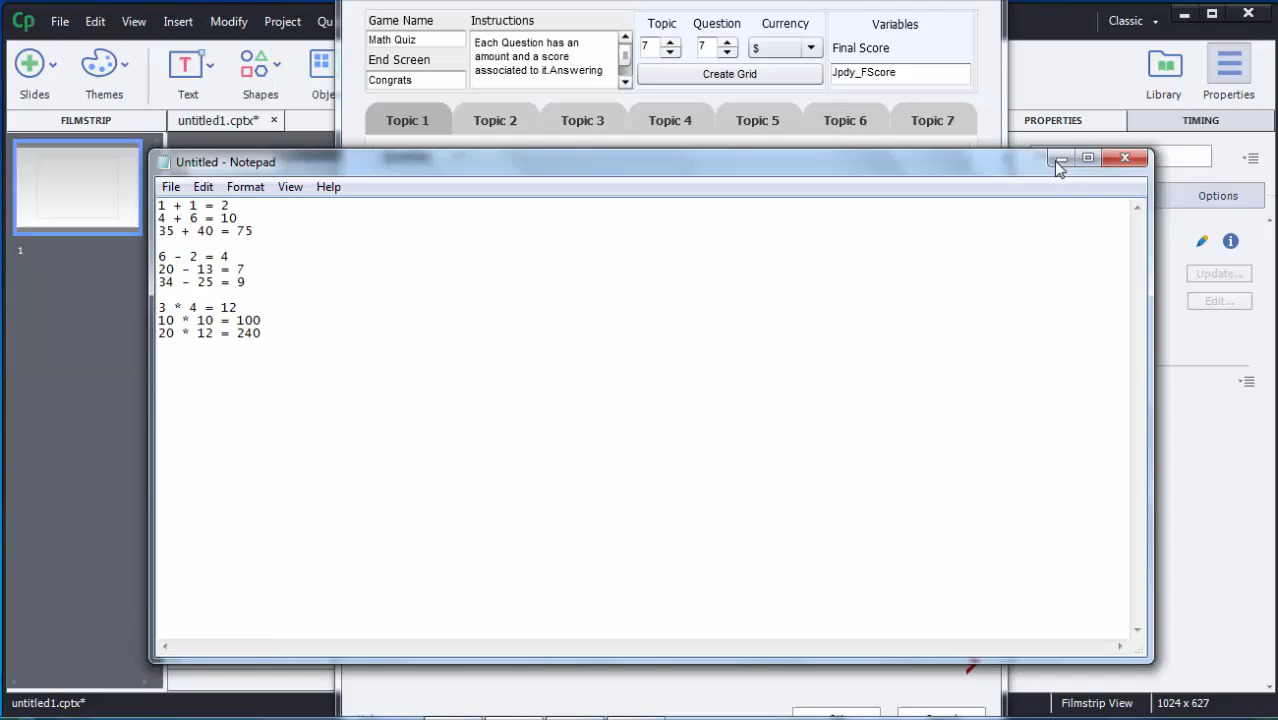 Cp File Edit View Insert Modify Project Qu
Classic
Slides Themes Text Shapes Obje
Library Properties
Game Name
Math Quiz
End Screen
Congrats
Instructions
Each Question has an
amount and a score
associated to it.Answering
Topic Question Currency
7 7 $
Create Grid
Variables
Final Score
Jpdy_FScore
FILMSTRIP untitled1.cptx* ×
Topic 1 Topic 2 Topic 3 Topic 4 Topic 5 Topic 6 Topic 7
PROPERTIES TIMING
Untitled - Notepad
File Edit Format View Help
1 + 1 = 2
4 + 6 = 10
35 + 40 = 75
6 - 2 = 4
20 - 13 = 7
34 - 25 = 9
3 * 4 = 12
10 * 10 = 100
20 * 12 = 240
1
Options
Update...
Edit...
untitled1.cptx*
Filmstrip View 1024 x 627